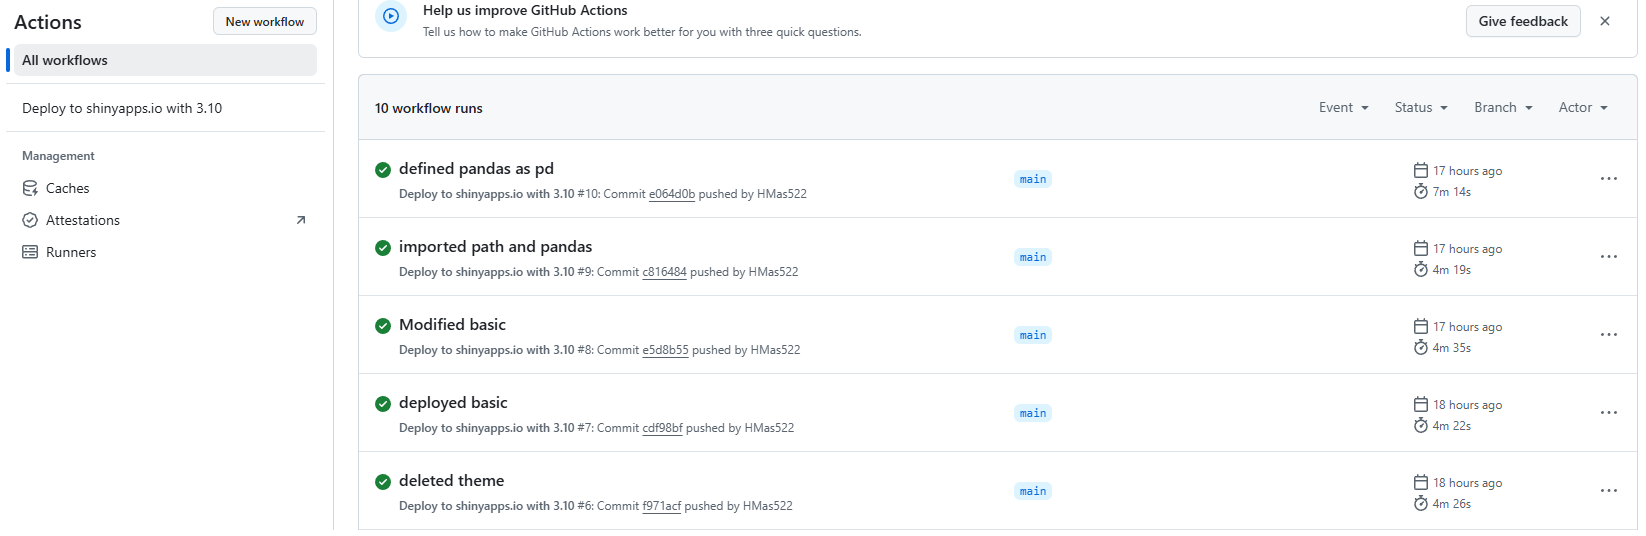 Actions
New workflow
All workflows
Deploy to shinyapps.io with 3.10
Management
Caches
Attestations
Runners
Help us improve GitHub Actions
Tell us how to make GitHub Actions work better for you with three quick questions.
Give feedback
10 workflow runs
Event
Status
Branch
Actor
defined pandas as pd
Deploy to shinyapps.io with 3.10 #10: Commit e064d0b pushed by HMas522
main
17 hours ago
7m 14s
imported path and pandas
Deploy to shinyapps.io with 3.10 #9: Commit c816484 pushed by HMas522
main
17 hours ago
4m 19s
Modified basic
Deploy to shinyapps.io with 3.10 #8: Commit e5d8b55 pushed by HMas522
main
17 hours ago
4m 35s
deployed basic
Deploy to shinyapps.io with 3.10 #7: Commit cdf98bf pushed by HMas522
main
18 hours ago
4m 22s
deleted theme
Deploy to shinyapps.io with 3.10 #6: Commit f971acf pushed by HMas522
main
18 hours ago
4m 26s